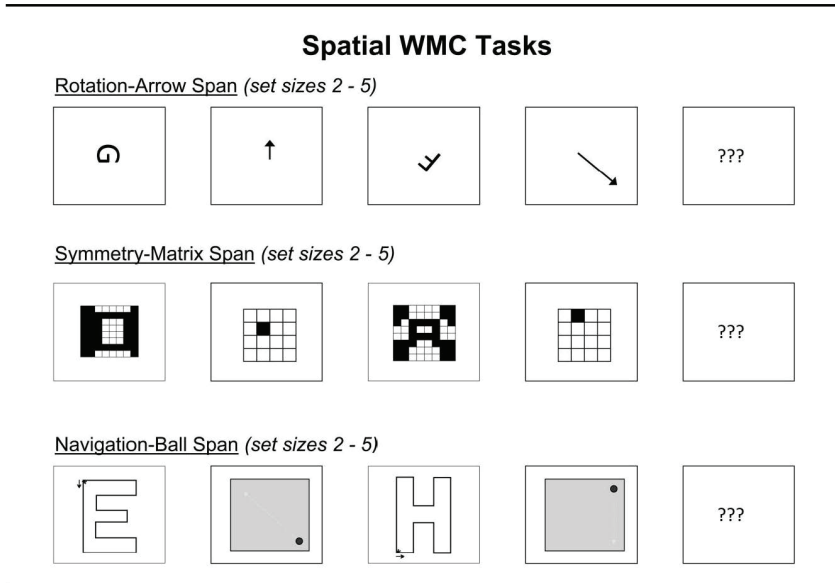 Spatial WMC Tasks
Rotation-Arrow Span (set sizes 2 - 5)
G F ???
Symmetry-Matrix Span (set sizes 2 - 5)
???
Navigation-Ball Span (set sizes 2 - 5)
E H ???